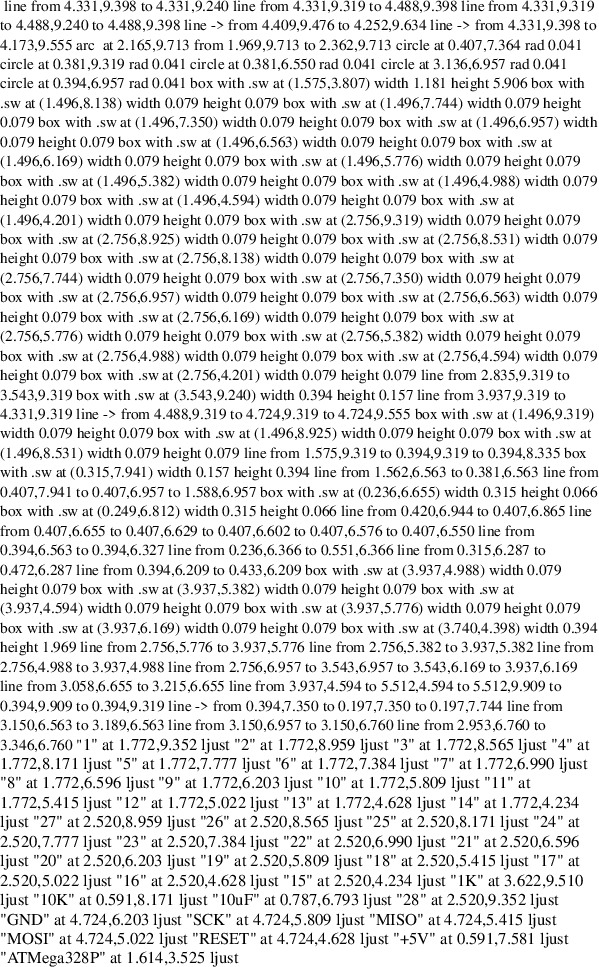 line from 4.331,9.398 to 4.331,9.240 line from 4.331,9.319 to 4.488,9.398 line from 4.331,9.319
to 4.488,9.240 to 4.488,9.398 line -> from 4.409,9.476 to 4.252,9.634 line -> from 4.331,9.398 to
4.173,9.555 arc  at 2.165,9.713 from 1.969,9.713 to 2.362,9.713 circle at 0.407,7.364 rad 0.041
circle at 0.381,9.319 rad 0.041 circle at 0.381,6.550 rad 0.041 circle at 3.136,6.957 rad 0.041
circle at 0.394,6.957 rad 0.041 box with .sw at (1.575,3.807) width 1.181 height 5.906 box with
.sw at (1.496,8.138) width 0.079 height 0.079 box with .sw at (1.496,7.744) width 0.079 height
0.079 box with .sw at (1.496,7.350) width 0.079 height 0.079 box with .sw at (1.496,6.957) width
0.079 height 0.079 box with .sw at (1.496,6.563) width 0.079 height 0.079 box with .sw at
(1.496,6.169) width 0.079 height 0.079 box with .sw at (1.496,5.776) width 0.079 height 0.079
box with .sw at (1.496,5.382) width 0.079 height 0.079 box with .sw at (1.496,4.988) width 0.079
height 0.079 box with .sw at (1.496,4.594) width 0.079 height 0.079 box with .sw at
(1.496,4.201) width 0.079 height 0.079 box with .sw at (2.756,9.319) width 0.079 height 0.079
box with .sw at (2.756,8.925) width 0.079 height 0.079 box with .sw at (2.756,8.531) width 0.079
height 0.079 box with .sw at (2.756,8.138) width 0.079 height 0.079 box with .sw at
(2.756,7.744) width 0.079 height 0.079 box with .sw at (2.756,7.350) width 0.079 height 0.079
box with .sw at (2.756,6.957) width 0.079 height 0.079 box with .sw at (2.756,6.563) width 0.079
height 0.079 box with .sw at (2.756,6.169) width 0.079 height 0.079 box with .sw at
(2.756,5.776) width 0.079 height 0.079 box with .sw at (2.756,5.382) width 0.079 height 0.079
box with .sw at (2.756,4.988) width 0.079 height 0.079 box with .sw at (2.756,4.594) width 0.079
height 0.079 box with .sw at (2.756,4.201) width 0.079 height 0.079 line from 2.835,9.319 to
3.543,9.319 box with .sw at (3.543,9.240) width 0.394 height 0.157 line from 3.937,9.319 to
4.331,9.319 line -> from 4.488,9.319 to 4.724,9.319 to 4.724,9.555 box with .sw at (1.496,9.319)
width 0.079 height 0.079 box with .sw at (1.496,8.925) width 0.079 height 0.079 box with .sw at
(1.496,8.531) width 0.079 height 0.079 line from 1.575,9.319 to 0.394,9.319 to 0.394,8.335 box
with .sw at (0.315,7.941) width 0.157 height 0.394 line from 1.562,6.563 to 0.381,6.563 line from
0.407,7.941 to 0.407,6.957 to 1.588,6.957 box with .sw at (0.236,6.655) width 0.315 height 0.066
box with .sw at (0.249,6.812) width 0.315 height 0.066 line from 0.420,6.944 to 0.407,6.865 line
from 0.407,6.655 to 0.407,6.629 to 0.407,6.602 to 0.407,6.576 to 0.407,6.550 line from
0.394,6.563 to 0.394,6.327 line from 0.236,6.366 to 0.551,6.366 line from 0.315,6.287 to
0.472,6.287 line from 0.394,6.209 to 0.433,6.209 box with .sw at (3.937,4.988) width 0.079
height 0.079 box with .sw at (3.937,5.382) width 0.079 height 0.079 box with .sw at
(3.937,4.594) width 0.079 height 0.079 box with .sw at (3.937,5.776) width 0.079 height 0.079
box with .sw at (3.937,6.169) width 0.079 height 0.079 box with .sw at (3.740,4.398) width 0.394
height 1.969 line from 2.756,5.776 to 3.937,5.776 line from 2.756,5.382 to 3.937,5.382 line from
2.756,4.988 to 3.937,4.988 line from 2.756,6.957 to 3.543,6.957 to 3.543,6.169 to 3.937,6.169
line from 3.058,6.655 to 3.215,6.655 line from 3.937,4.594 to 5.512,4.594 to 5.512,9.909 to
0.394,9.909 to 0.394,9.319 line -> from 0.394,7.350 to 0.197,7.350 to 0.197,7.744 line from
3.150,6.563 to 3.189,6.563 line from 3.150,6.957 to 3.150,6.760 line from 2.953,6.760 to
3.346,6.760 "1" at 1.772,9.352 ljust "2" at 1.772,8.959 ljust "3" at 1.772,8.565 ljust "4" at
1.772,8.171 ljust "5" at 1.772,7.777 ljust "6" at 1.772,7.384 ljust "7" at 1.772,6.990 ljust
"8" at 1.772,6.596 ljust "9" at 1.772,6.203 ljust "10" at 1.772,5.809 ljust "11" at
1.772,5.415 ljust "12" at 1.772,5.022 ljust "13" at 1.772,4.628 ljust "14" at 1.772,4.234
ljust "27" at 2.520,8.959 ljust "26" at 2.520,8.565 ljust "25" at 2.520,8.171 ljust "24" at
2.520,7.777 ljust "23" at 2.520,7.384 ljust "22" at 2.520,6.990 ljust "21" at 2.520,6.596
ljust "20" at 2.520,6.203 ljust "19" at 2.520,5.809 ljust "18" at 2.520,5.415 ljust "17" at
2.520,5.022 ljust "16" at 2.520,4.628 ljust "15" at 2.520,4.234 ljust "1K" at 3.622,9.510
ljust "10K" at 0.591,8.171 ljust "10uF" at 0.787,6.793 ljust "28" at 2.520,9.352 ljust
"GND" at 4.724,6.203 ljust "SCK" at 4.724,5.809 ljust "MISO" at 4.724,5.415 ljust
"MOSI" at 4.724,5.022 ljust "RESET" at 4.724,4.628 ljust "+5V" at 0.591,7.581 ljust
"ATMega328P" at 1.614,3.525 ljust